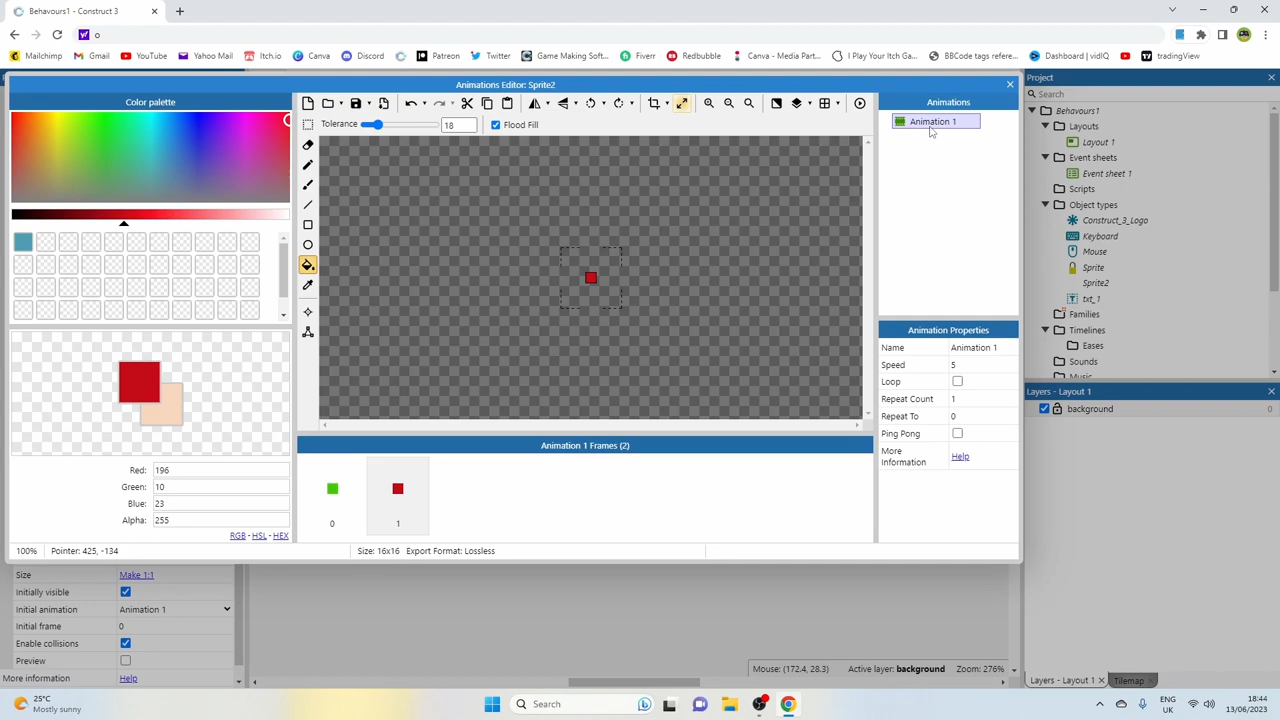 Behavours1 - Construct 3
o
Mailchimp
Gmail
YouTube
Yahoo Mail
Itch.io
Canva
Discord
Patreon
Twitter
Game Making Soft...
Fiverr
Redbubble
Canva - Media Part...
I Play Your Itch Ga...
BBCode tags refere...
Dashboard | vidIQ
tradingView
Animations Editor: Sprite2
Color palette
Tolerance
18
Flood Fill
Red: 196
Green: 10
Blue: 23
Alpha: 255
RGB - HSL - HEX
Animation 1 Frames (2)
0
1
100%
Pointer: 425, -134
Size: 16x16 Export Format: Lossless
Animations
Animation 1
Animation Properties
Name Animation 1
Speed 5
Loop
Repeat Count 1
Repeat To 0
Ping Pong
More Information Help
Project
Search
Behavours1
Layouts
Layout 1
Event sheets
Event sheet 1
Scripts
Object types
Construct_3_Logo
Keyboard
Mouse
Sprite
Sprite2
txt_1
Families
Timelines
Eases
Sounds
Music
Layers - Layout 1
background 0
Size Make 1:1
Initially visible
Initial animation Animation 1
Initial frame 0
Enable collisions
Preview
More information Help
Mouse: (172.4, 28.3) Active layer: background Zoom: 276%
Layers - Layout 1
Tilemap
25°C
Mostly sunny
Search
ENG
UK
18:44
13/06/2023